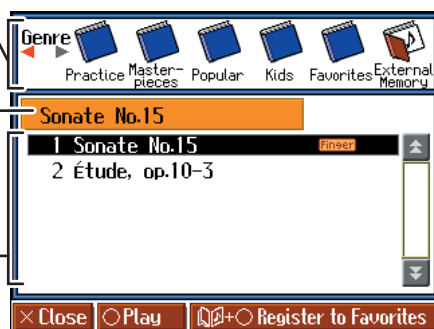 Genre
Practice Master-pieces Popular Kids Favorites External Memory
Sonate No.15
1 Sonate No.15 Finger
2 Étude, op.10-3
× Close ○ Play +○ Register to Favorites